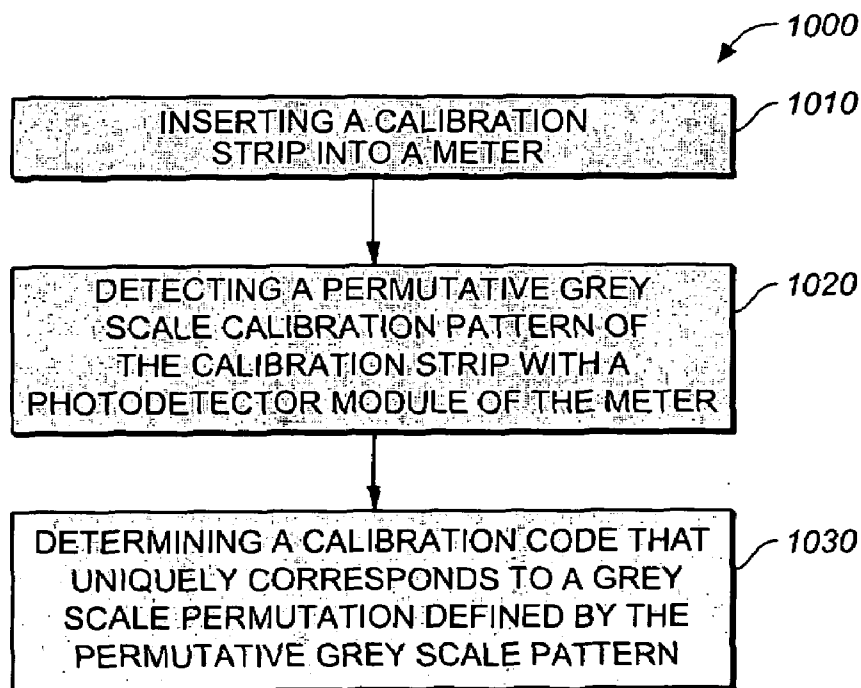 1000
INSERTING A CALIBRATION
STRIP INTO A METER
1010
DETECTING A PERMUTATIVE GREY
SCALE CALIBRATION PATTERN OF
THE CALIBRATION STRIP WITH A
PHOTODETECTOR MODULE OF THE METER
1020
DETERMINING A CALIBRATION CODE THAT
UNIQUELY CORRESPONDS TO A GREY
SCALE PERMUTATION DEFINED BY THE
PERMUTATIVE GREY SCALE PATTERN
1030